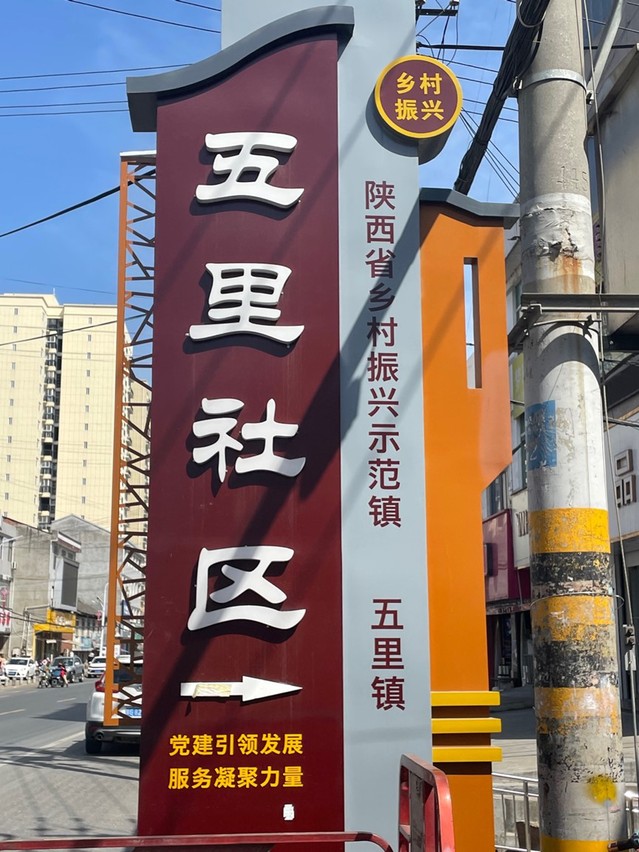 乡村
振兴
五里社区
陕西省乡村振兴示范镇 五里镇
党建引领发展
服务凝聚力量
品